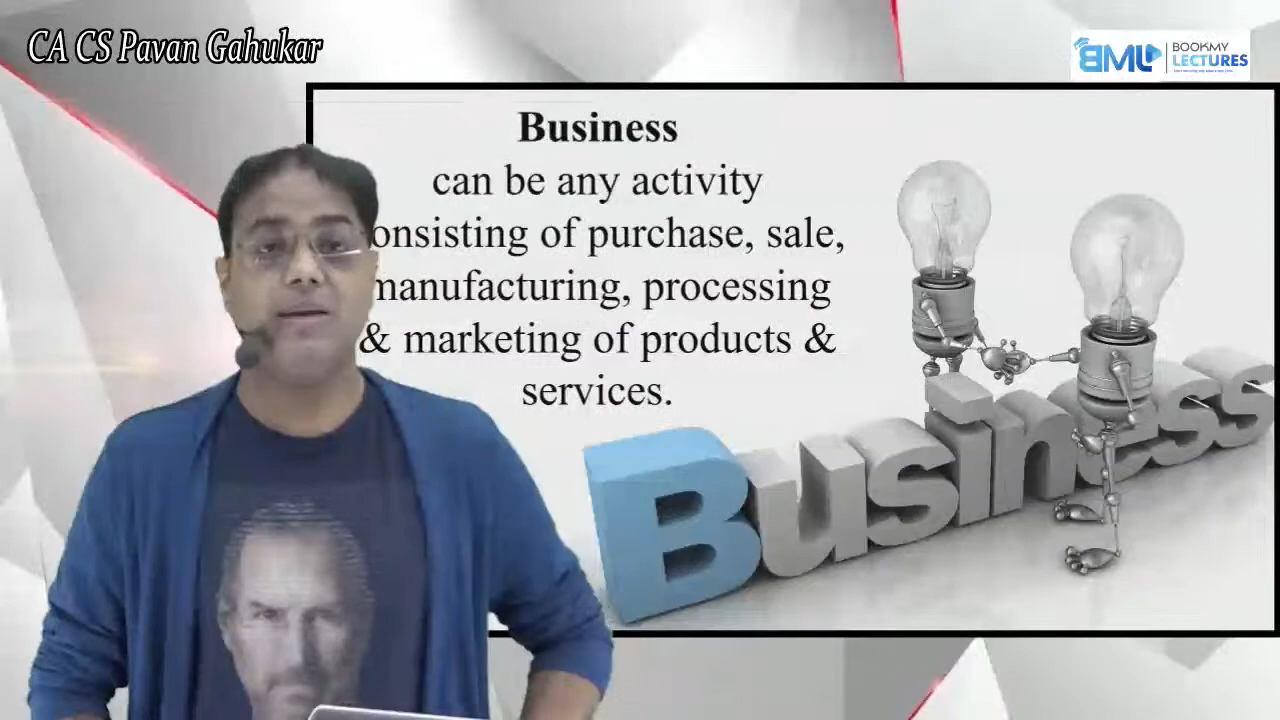 CA CS Pavan Gahukar
BML
BOOKMY
LECTURES
Business
can be any activity
onsisting of purchase, sale,
manufacturing, processing
& marketing of products &
services.
Business